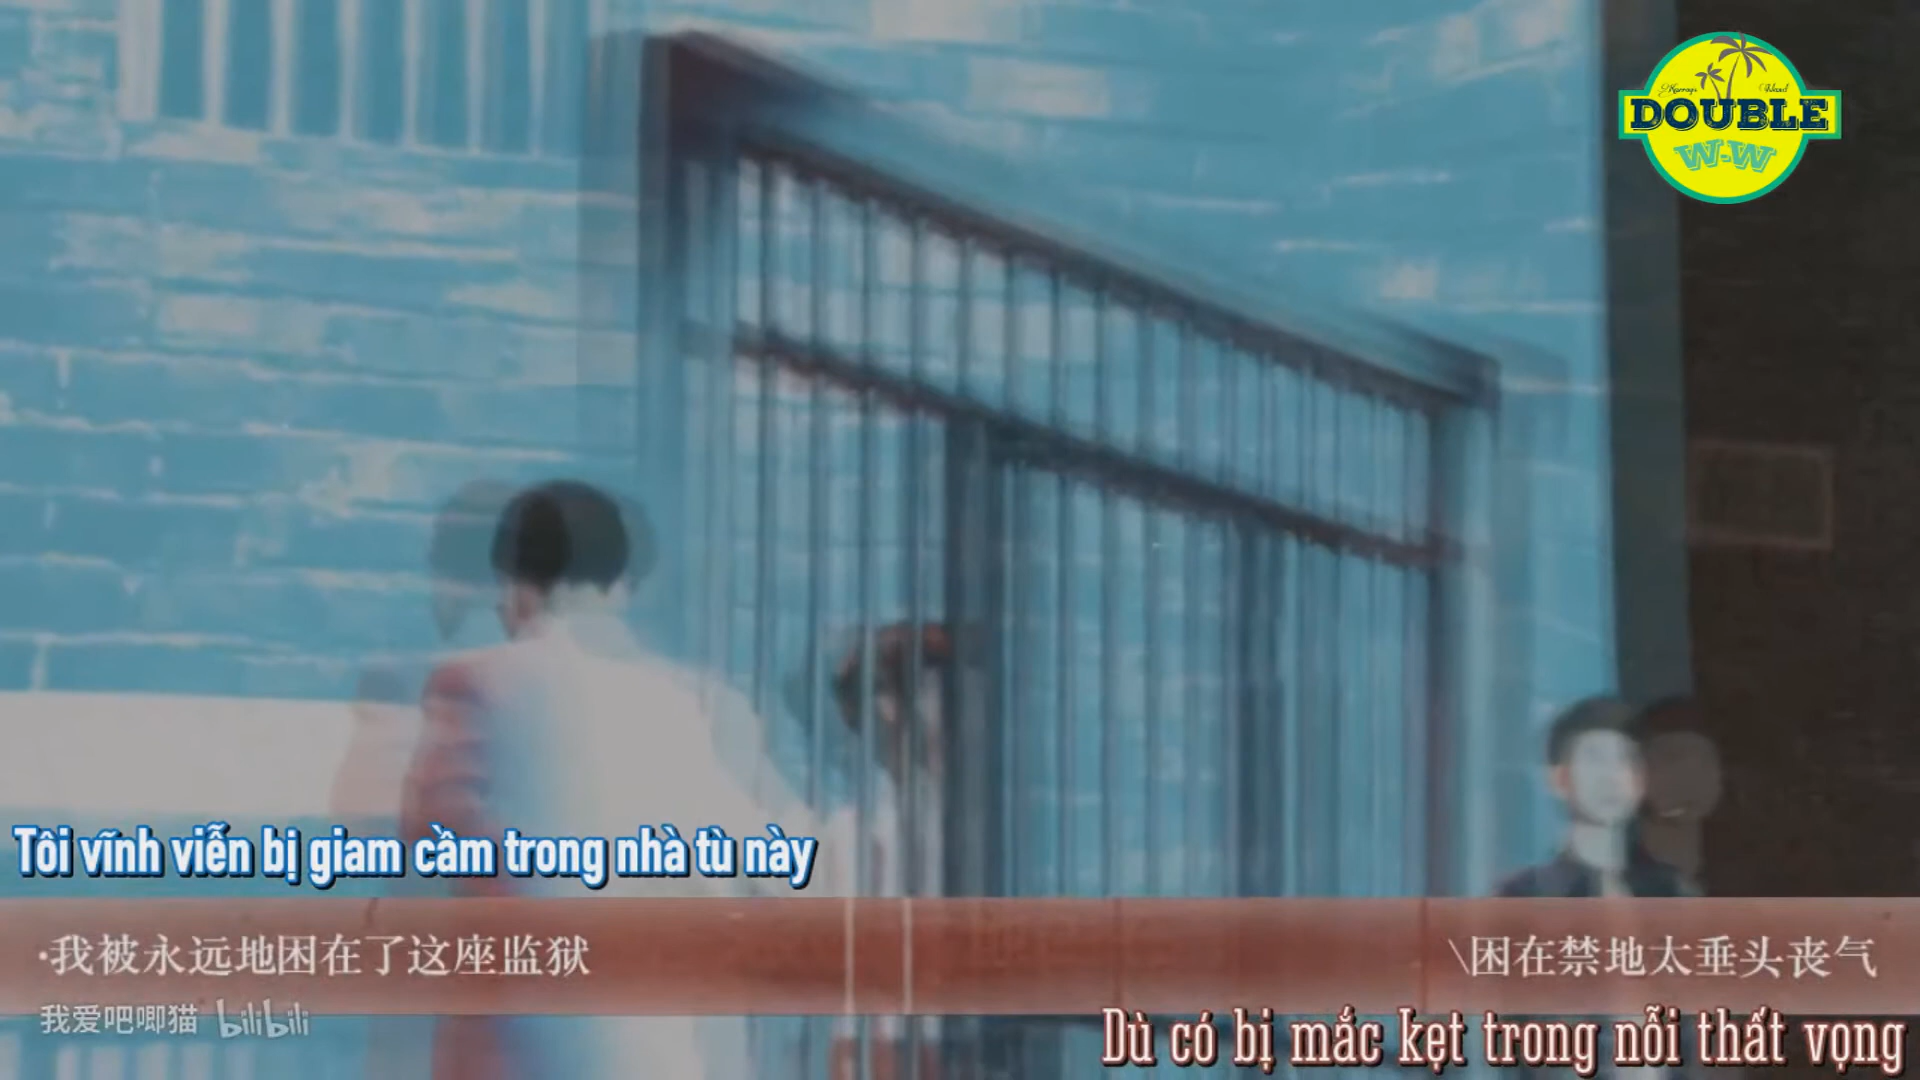 DOUBLE
W-W
Tôi vĩnh viễn bị giam cầm trong nhà tù này
·我被永远地困在了这座监狱
\困在禁地太垂头丧气
我爱吧唧猫 bilibili
Dù có bị mắc kẹt trong nỗi thất vọng